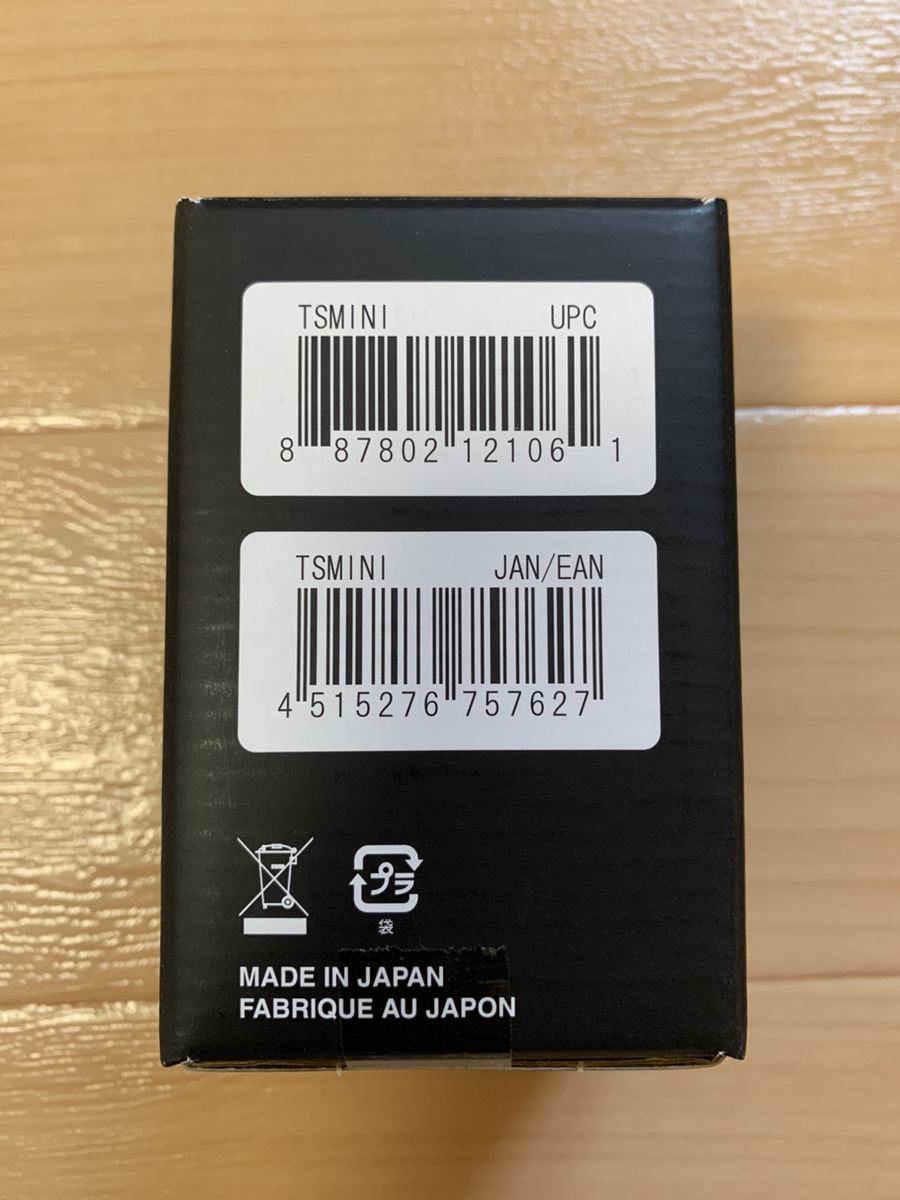 TSMINI UPC
8 87802 12106 1
TSMINI JAN/EAN
4 515276 757627
プラ
袋
MADE IN JAPAN
FABRIQUE AU JAPON